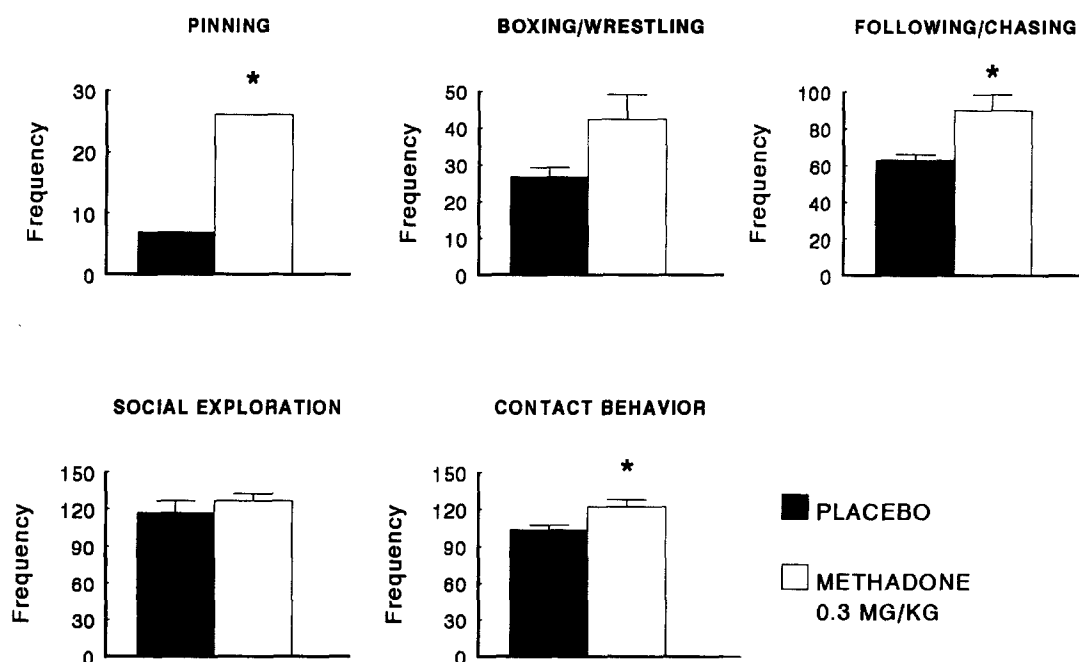 PINNING
BOXING/WRESTLING
FOLLOWING/CHASING
*
*
Frequency
30
20
10
0
Frequency
50
40
30
20
10
0
Frequency
100
80
60
40
20
0
SOCIAL EXPLORATION
CONTACT BEHAVIOR
*
Frequency
150
120
90
60
30
0
Frequency
150
120
90
60
30
0
PLACEBO
METHADONE
0.3 MG/KG